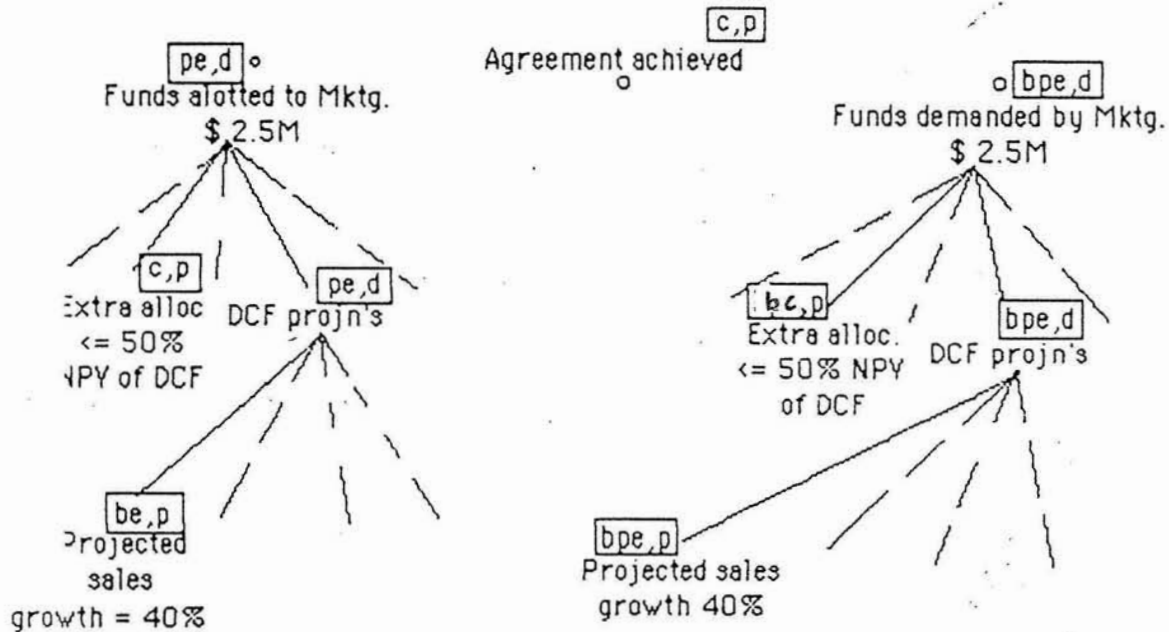 c,p
Agreement achieved
pe,d
Funds alotted to Mktg.
$ 2.5M
c,p
Extra alloc
<= 50%
NPY of DCF
pe,d
DCF projn's
be,p
Projected
sales
growth = 40%
bpe,d
Funds demanded by Mktg.
$ 2.5M
bc,p
Extra alloc.
<= 50% NPY
of DCF
bpe,d
DCF projn's
bpe,p
Projected sales
growth 40%